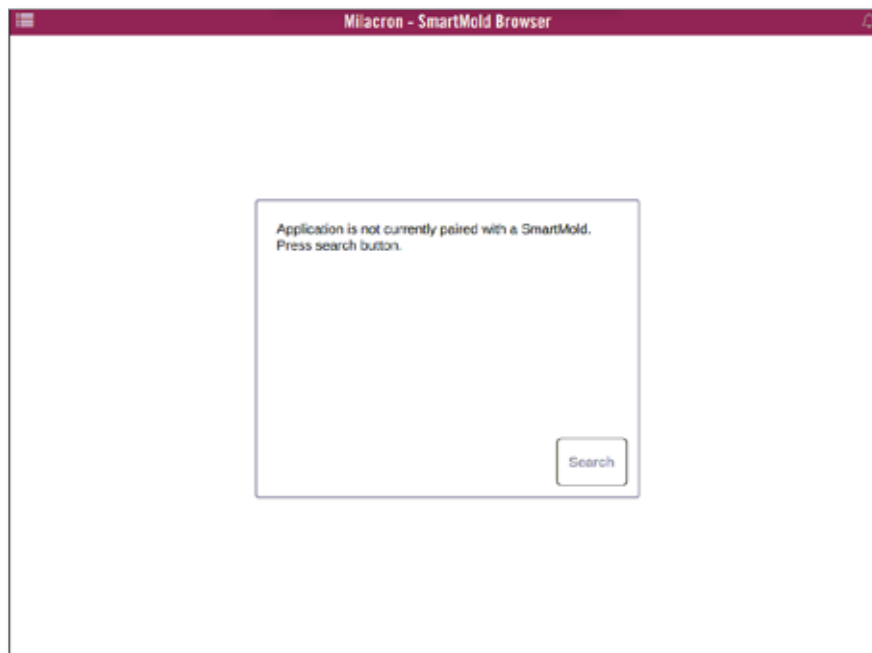 Milacron - SmartMold Browser
Application is not currently paired with a SmartMold.
Press search button.
Search